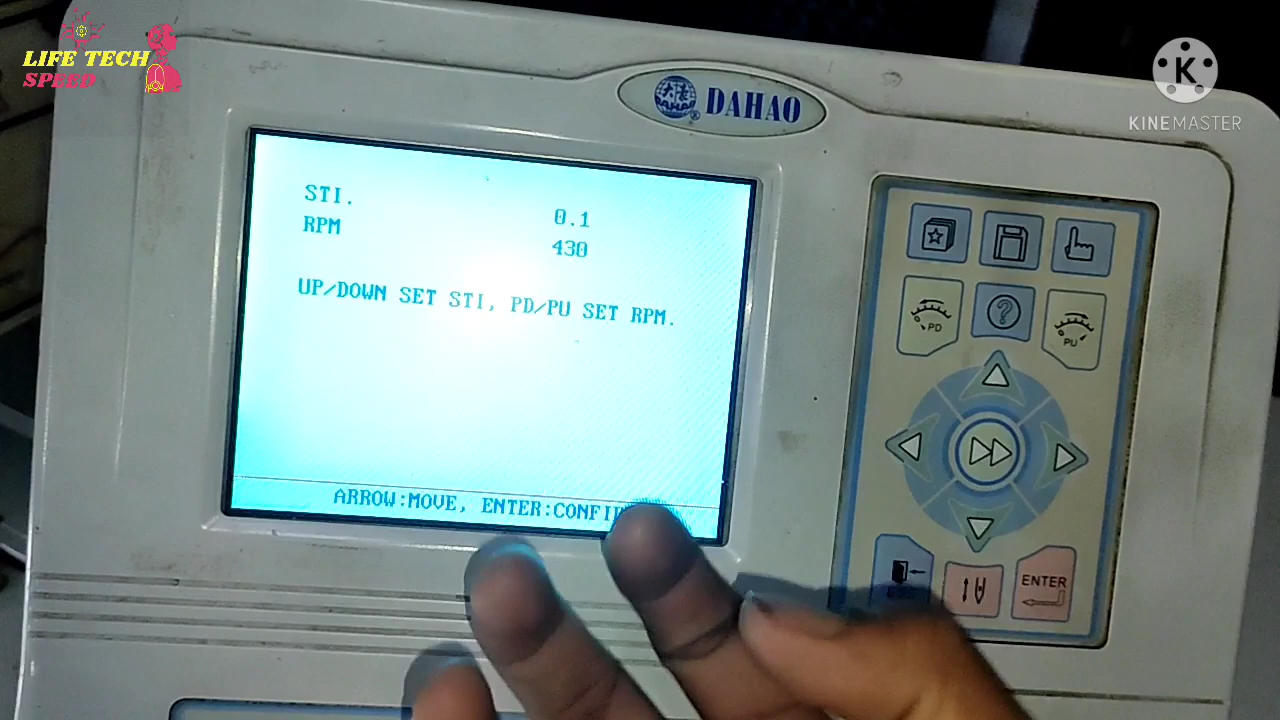 LIFE TECH
SPEED
K
KINEMASTER
DAHAO
STI. 0.1
RPM 430
UP/DOWN SET STI, PD/PU SET RPM.
ARROW:MOVE, ENTER:CONFI
PD
?
PU
ENTER